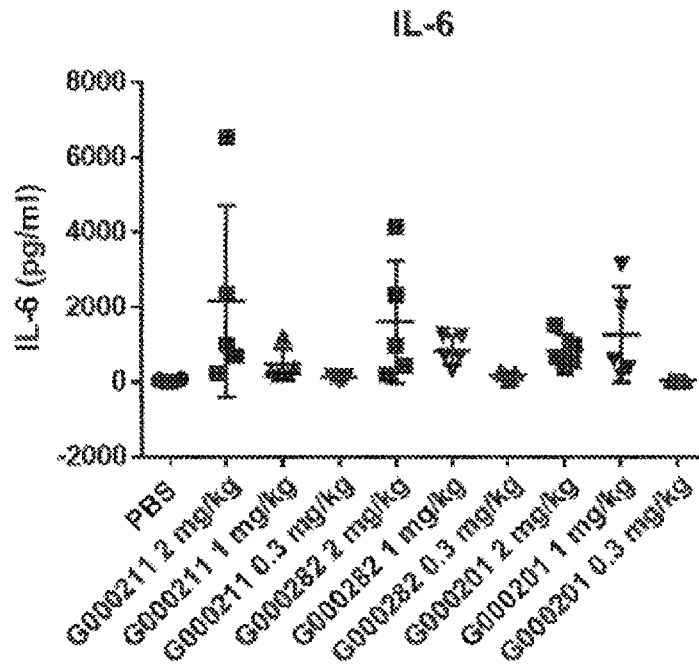 IL-6
8000
6000
4000
2000
0
-2000
IL-6 (pg/ml)
PBS
G000211 2 mg/kg
G000211 1 mg/kg
G000211 0.3 mg/kg
G000282 2 mg/kg
G000282 1 mg/kg
G000282 0.3 mg/kg
G000201 2 mg/kg
G000201 1 mg/kg
G000201 0.3 mg/kg